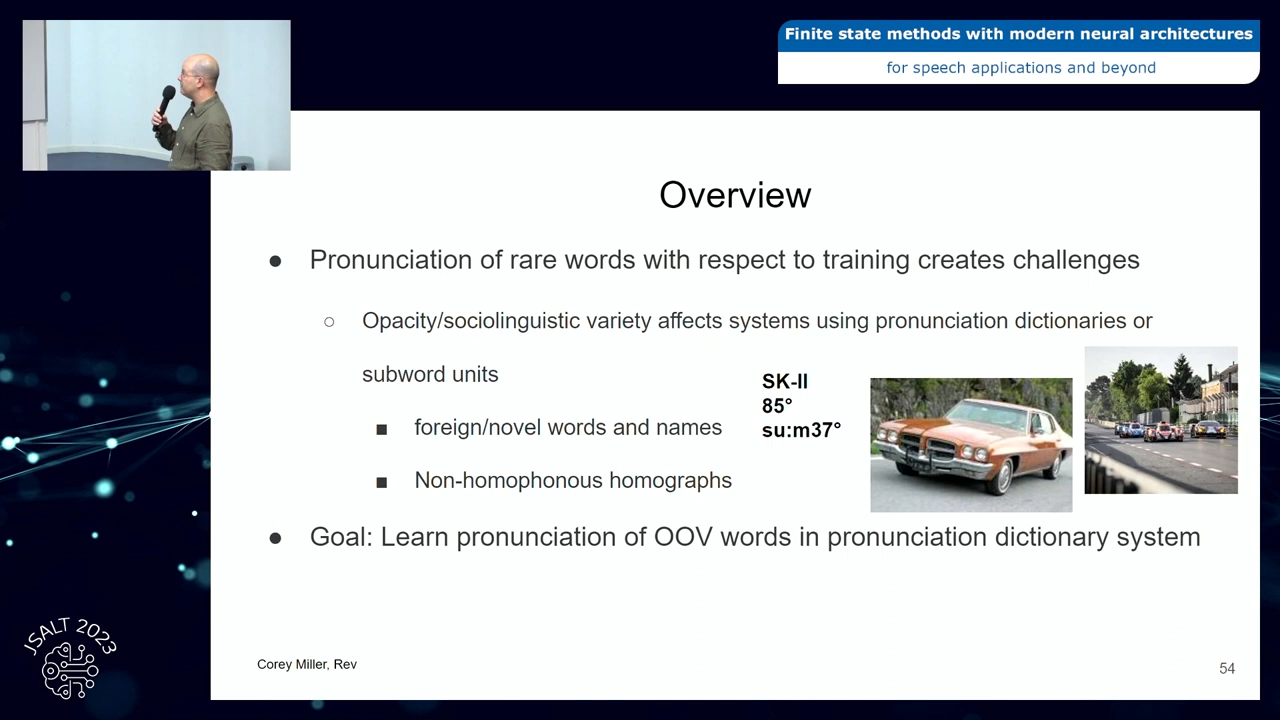 Finite state methods with modern neural architectures
for speech applications and beyond
Overview
● Pronunciation of rare words with respect to training creates challenges
○ Opacity/sociolinguistic variety affects systems using pronunciation dictionaries or
subword units
■ foreign/novel words and names
■ Non-homophonous homographs
SK-II
85°
su:m37°
● Goal: Learn pronunciation of OOV words in pronunciation dictionary system
Corey Miller, Rev
54
JSALT 2023